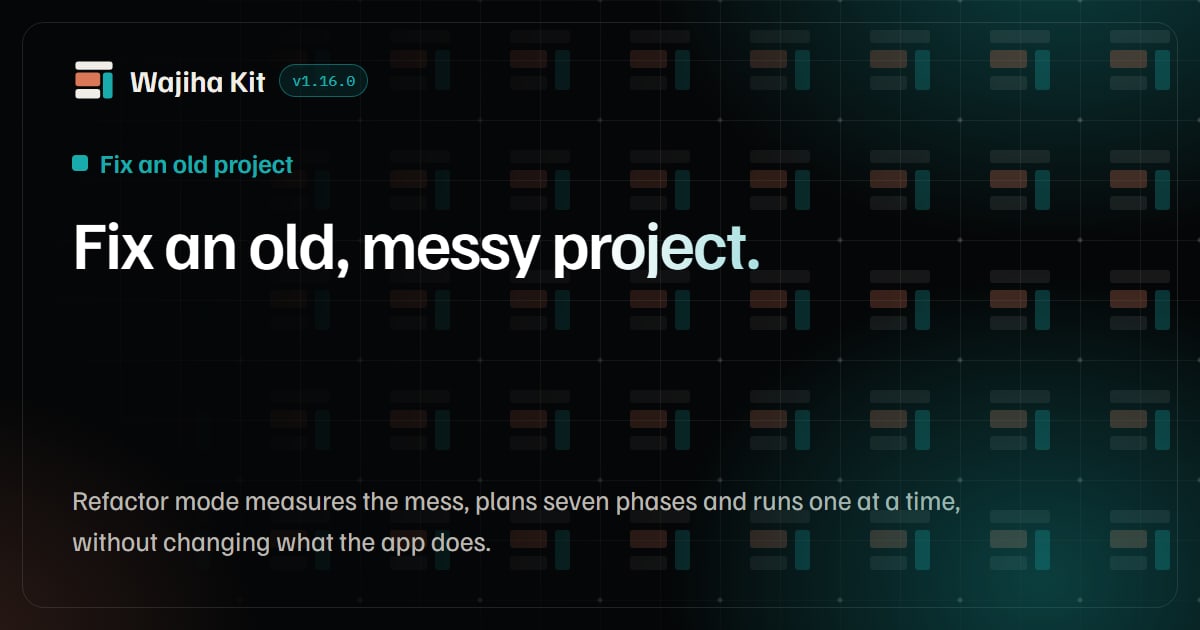 Wajiha Kit v1.16.0
Fix an old project
Fix an old, messy project.
Refactor mode measures the mess, plans seven phases and runs one at a time,
without changing what the app does.